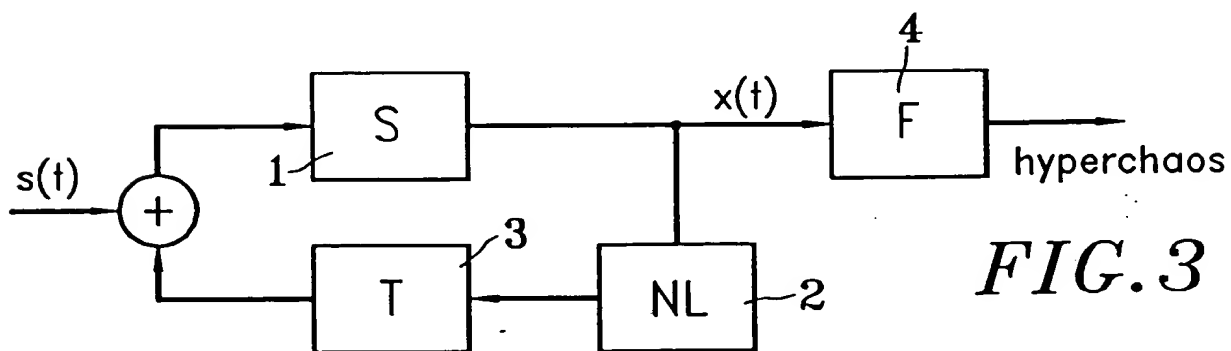 4
S
x(t)
F
1
hyperchaos
s(t)
+
3
T
NL
2
FIG.3